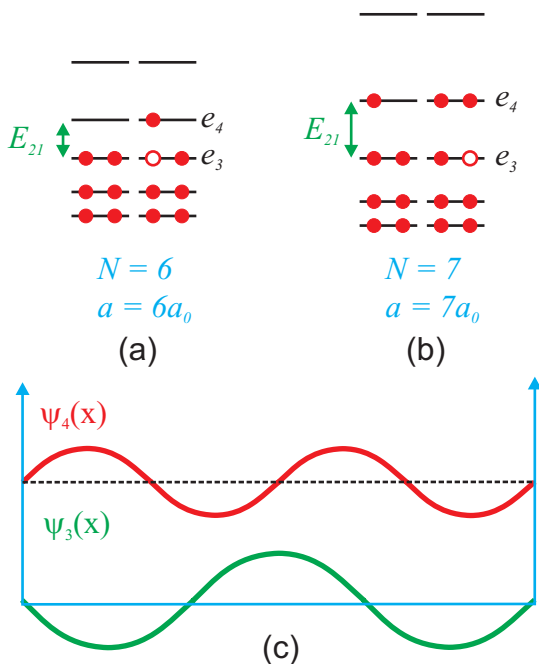 e₄
E₂₁
e₃
N = 6
a = 6a₀
(a)
e₄
E₂₁
e₃
N = 7
a = 7a₀
(b)
ψ₄(x)
ψ₃(x)
(c)